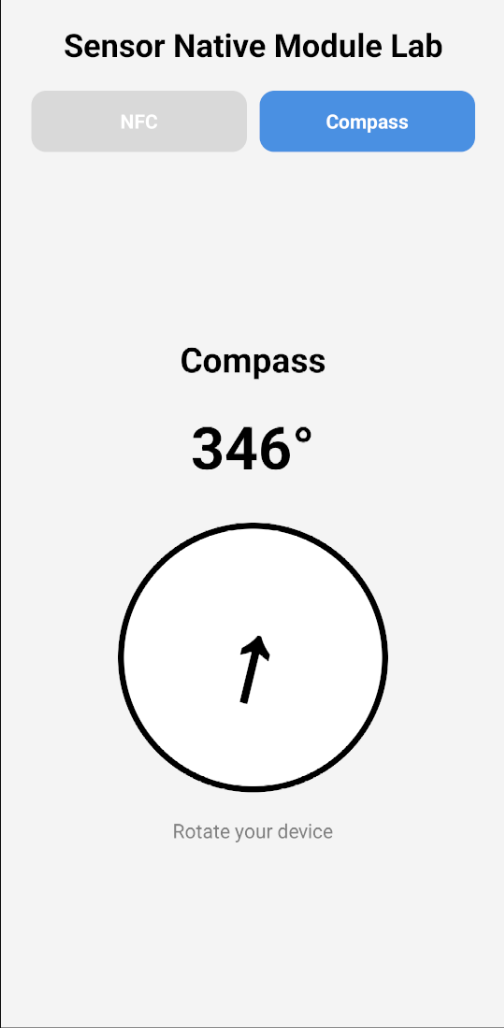 Sensor Native Module Lab
NFC
Compass
Compass
346°
Rotate your device